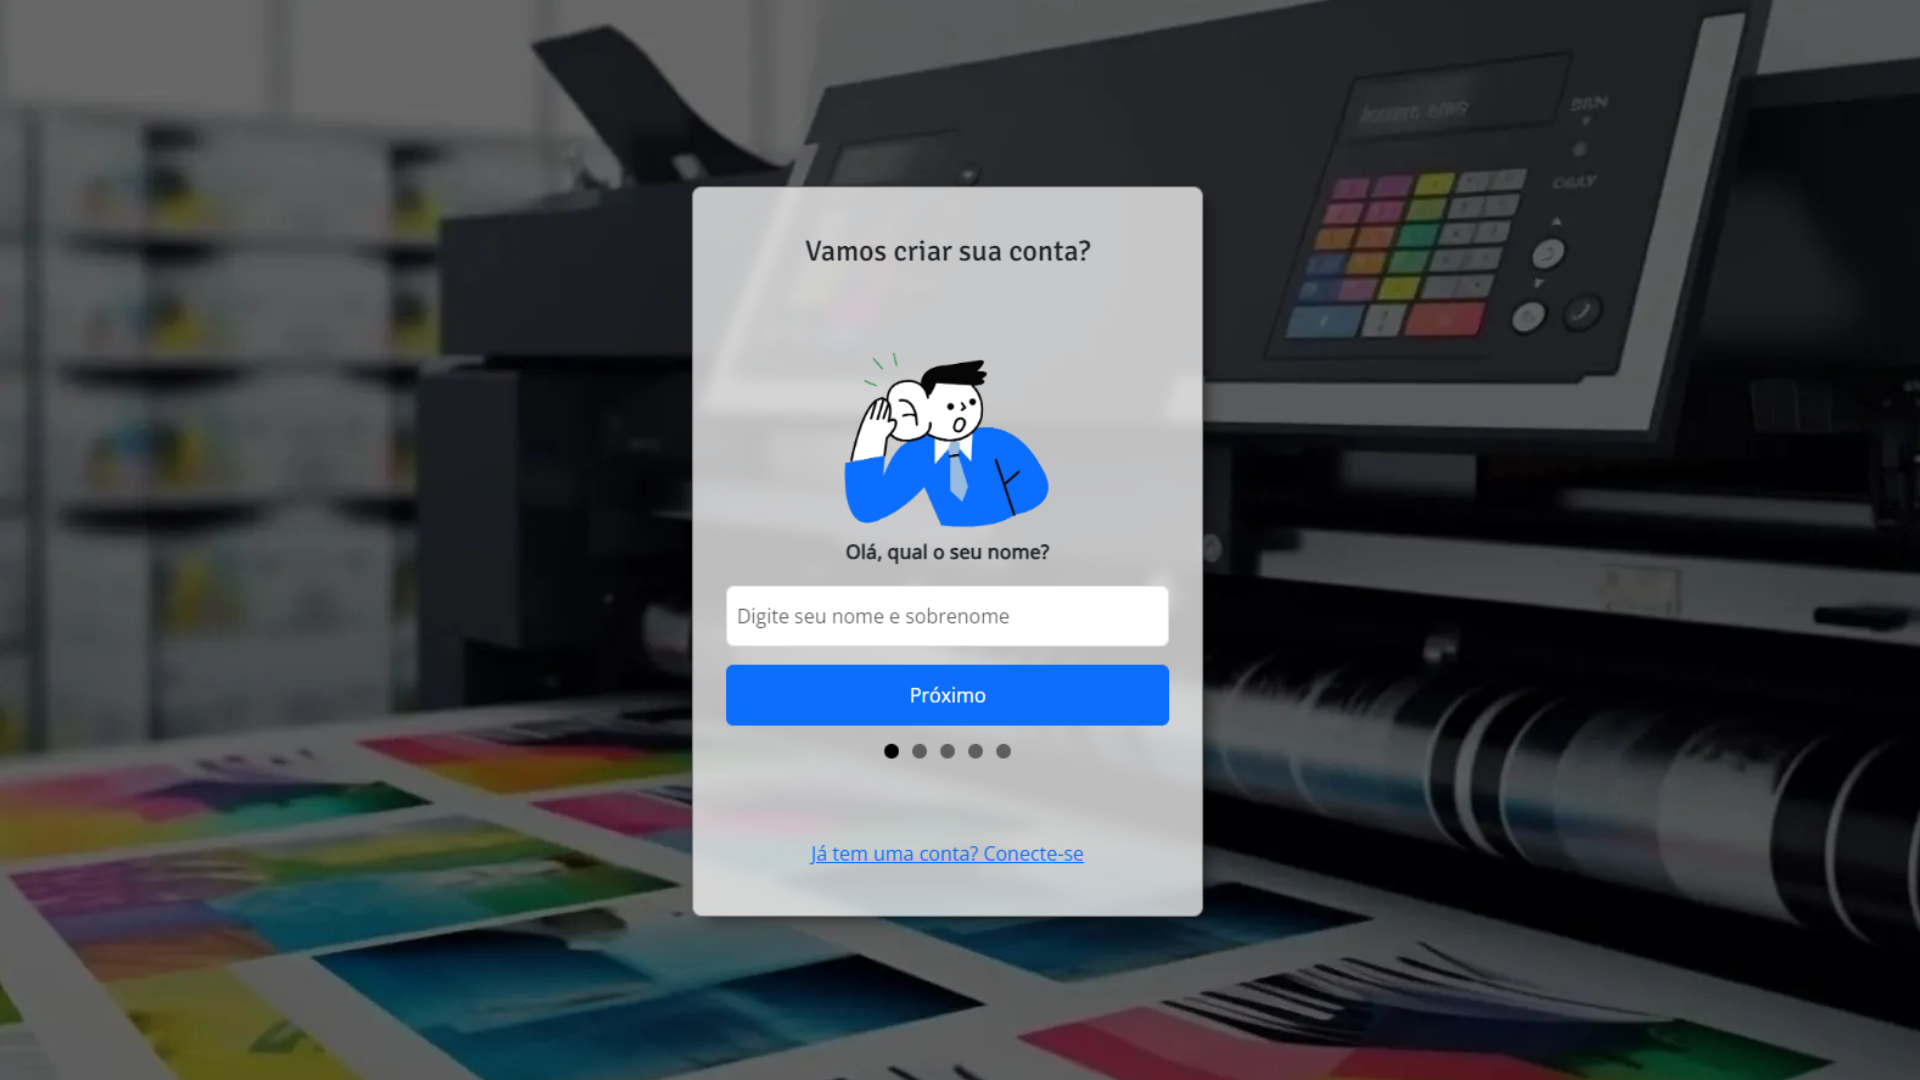 Vamos criar sua conta?
Olá, qual o seu nome?
Digite seu nome e sobrenome
Próximo
Já tem uma conta? Conecte-se